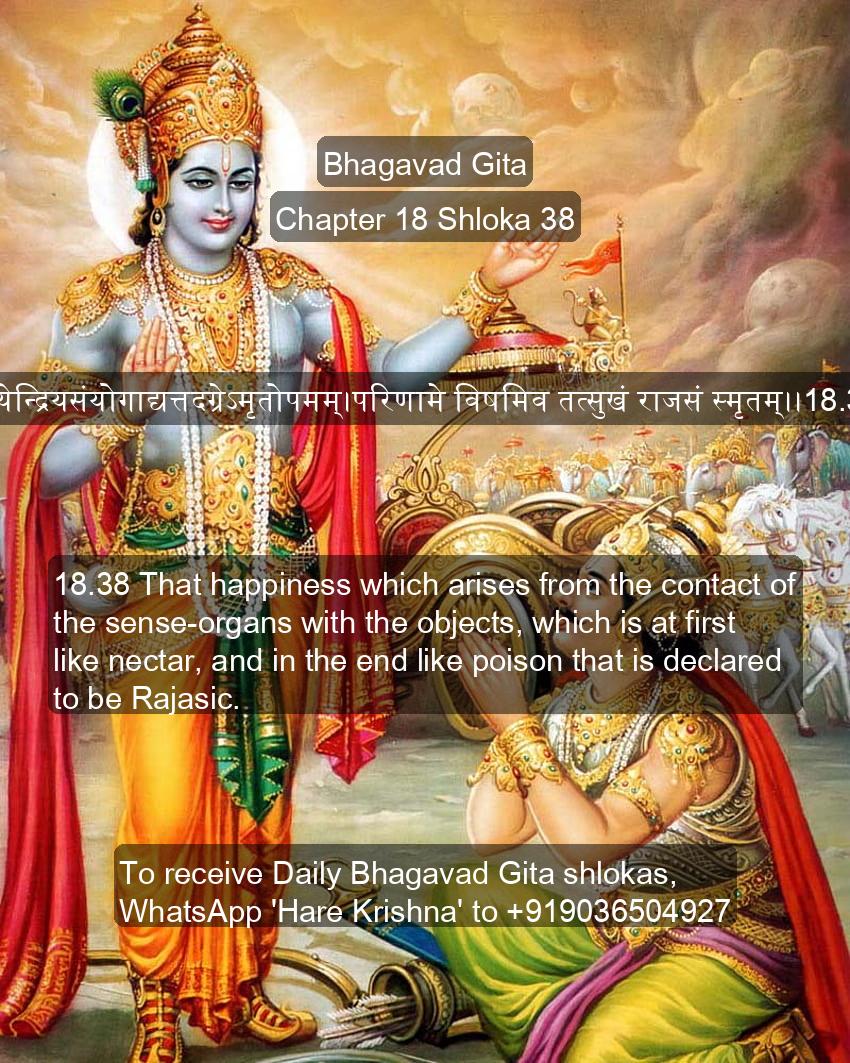 Bhagavad Gita
Chapter 18 Shloka 38
येन्द्रियसंयोगाद्यत्तदग्रेऽमृतोपमम्।परिणामे विषमिव तत्सुखं राजसं स्मृतम्।।18.3
18.38 That happiness which arises from the contact of
the sense-organs with the objects, which is at first
like nectar, and in the end like poison that is declared
to be Rajasic.
To receive Daily Bhagavad Gita shlokas,
WhatsApp 'Hare Krishna' to +919036504927